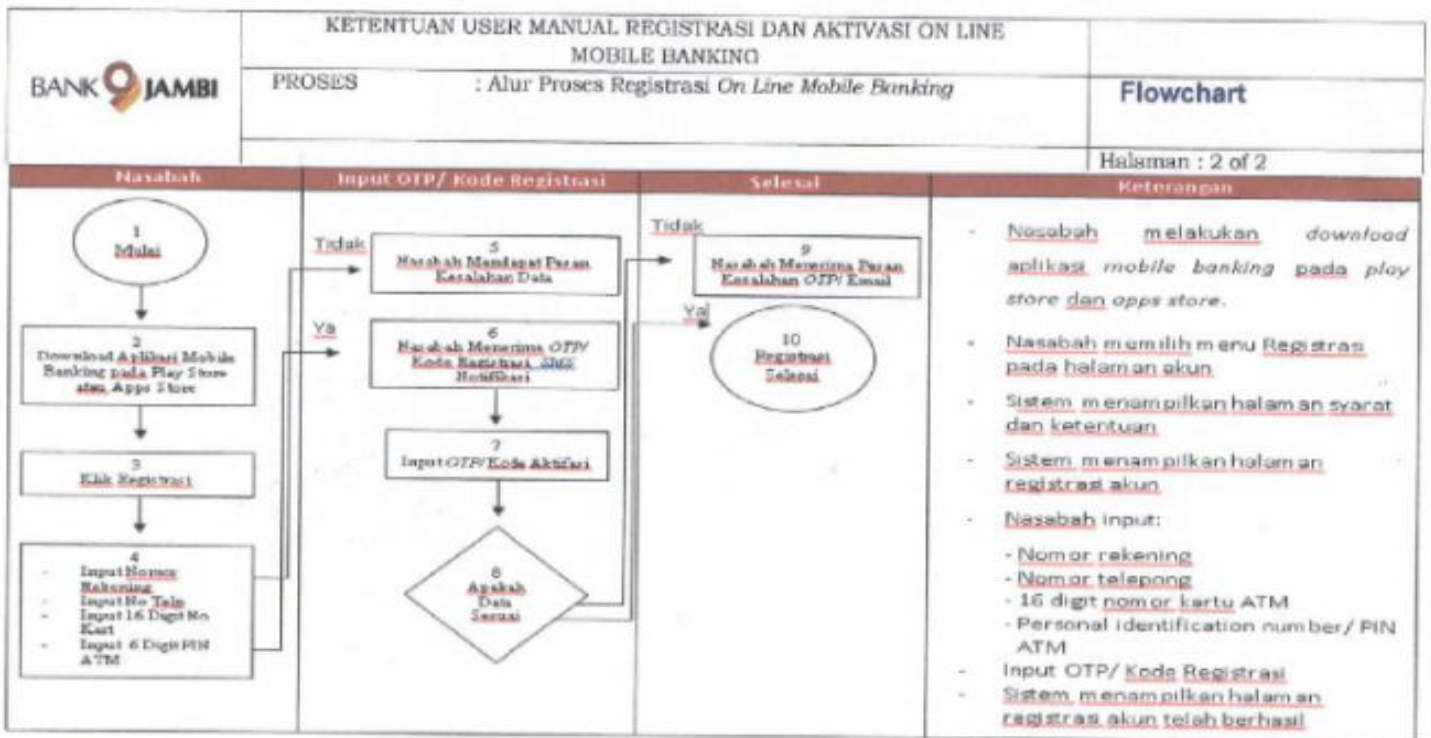 KETENTUAN USER MANUAL REGISTRASI DAN AKTIVASI ON LINE
MOBILE BANKING
BANK 9 JAMBI
PROSES : Alur Proses Registrasi On Line Mobile Banking
Flowchart
Halaman : 2 of 2
Nasabah
1
Mulai
2
Download Aplikasi Mobile
Banking pada Play Store
atau Apps Store
3
Klik Registrasi
4
- Input Nomor
Rekening
- Input No Telp
- Input 16 Digit No
Kart
- Input 6 Digit PIN
ATM
Input OTP/ Kode Registrasi
Tidak
5
Nasabah Mendapat Pesan
Kesalahan Data
Ya
6
Nasabah Menerima OTP/
Kode Registrasi SMS
Notifikasi
7
Input OTP/ Kode Aktifasi
8
Apakah
Data
Sesuai
Selesai
Tidak
9
Nasabah Menerima Pesan
Kesalahan OTP/ Email
Ya
10
Registrasi
Selesai
Keterangan
- Nasabah melakukan download
aplikasi mobile banking pada play
store dan apps store.
- Nasabah memilih menu Registrasi
pada halaman akun
- Sistem menampilkan halaman syarat
dan ketentuan
- Sistem menampilkan halaman
registrasi akun
- Nasabah input:
- Nomor rekening
- Nomor telepong
- 16 digit nomor kartu ATM
- Personal identification number/ PIN
ATM
- Input OTP/ Kode Registrasi
- Sistem menampilkan halaman
registrasi akun telah berhasil